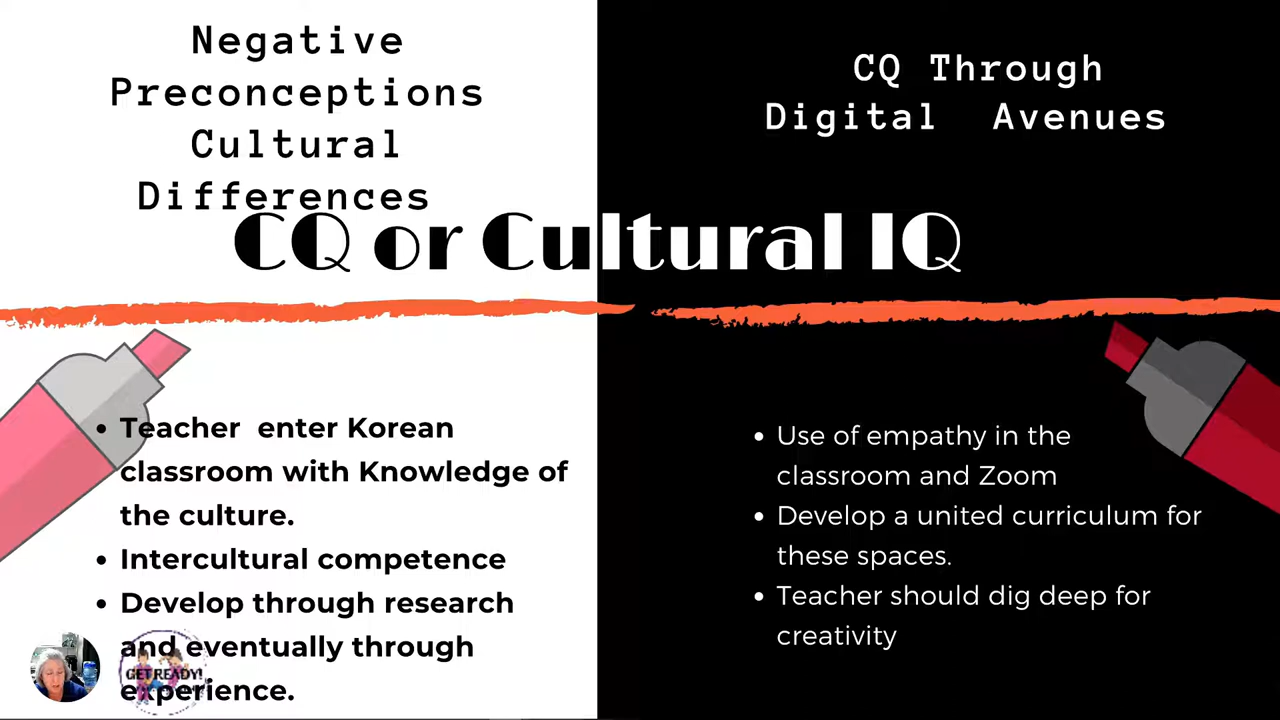 Negative
Preconceptions
Cultural
Differences
CQ Through
Digital Avenues
CQ or Cultural IQ
• Teacher enter Korean
classroom with Knowledge of
the culture.
• Intercultural competence
• Develop through research
and eventually through
experience.
• Use of empathy in the
classroom and Zoom
• Develop a united curriculum for
these spaces.
• Teacher should dig deep for
creativity
GET READY!